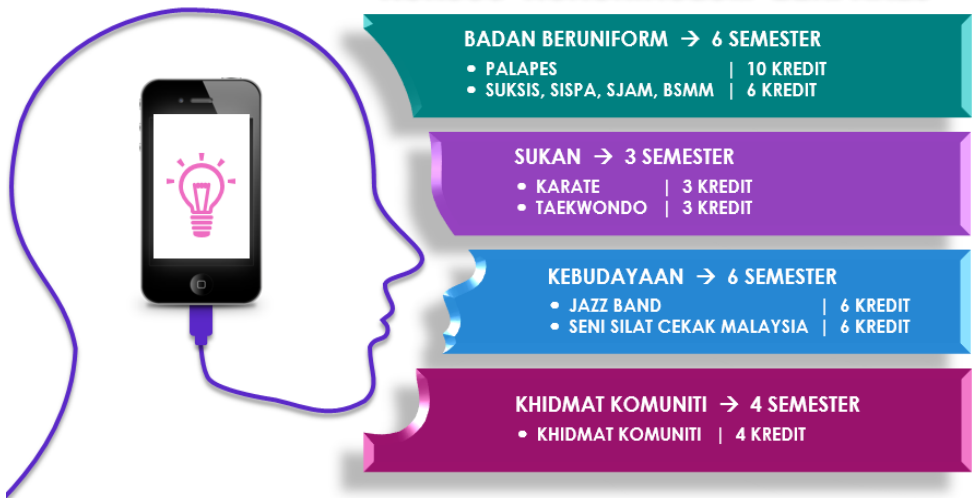 BADAN BERUNIFORM → 6 SEMESTER
• PALAPES | 10 KREDIT
• SUKSIS, SISPA, SJAM, BSMM | 6 KREDIT
SUKAN → 3 SEMESTER
• KARATE | 3 KREDIT
• TAEKWONDO | 3 KREDIT
KEBUDAYAAN → 6 SEMESTER
• JAZZ BAND | 6 KREDIT
• SENI SILAT CEKAK MALAYSIA | 6 KREDIT
KHIDMAT KOMUNITI → 4 SEMESTER
• KHIDMAT KOMUNITI | 4 KREDIT